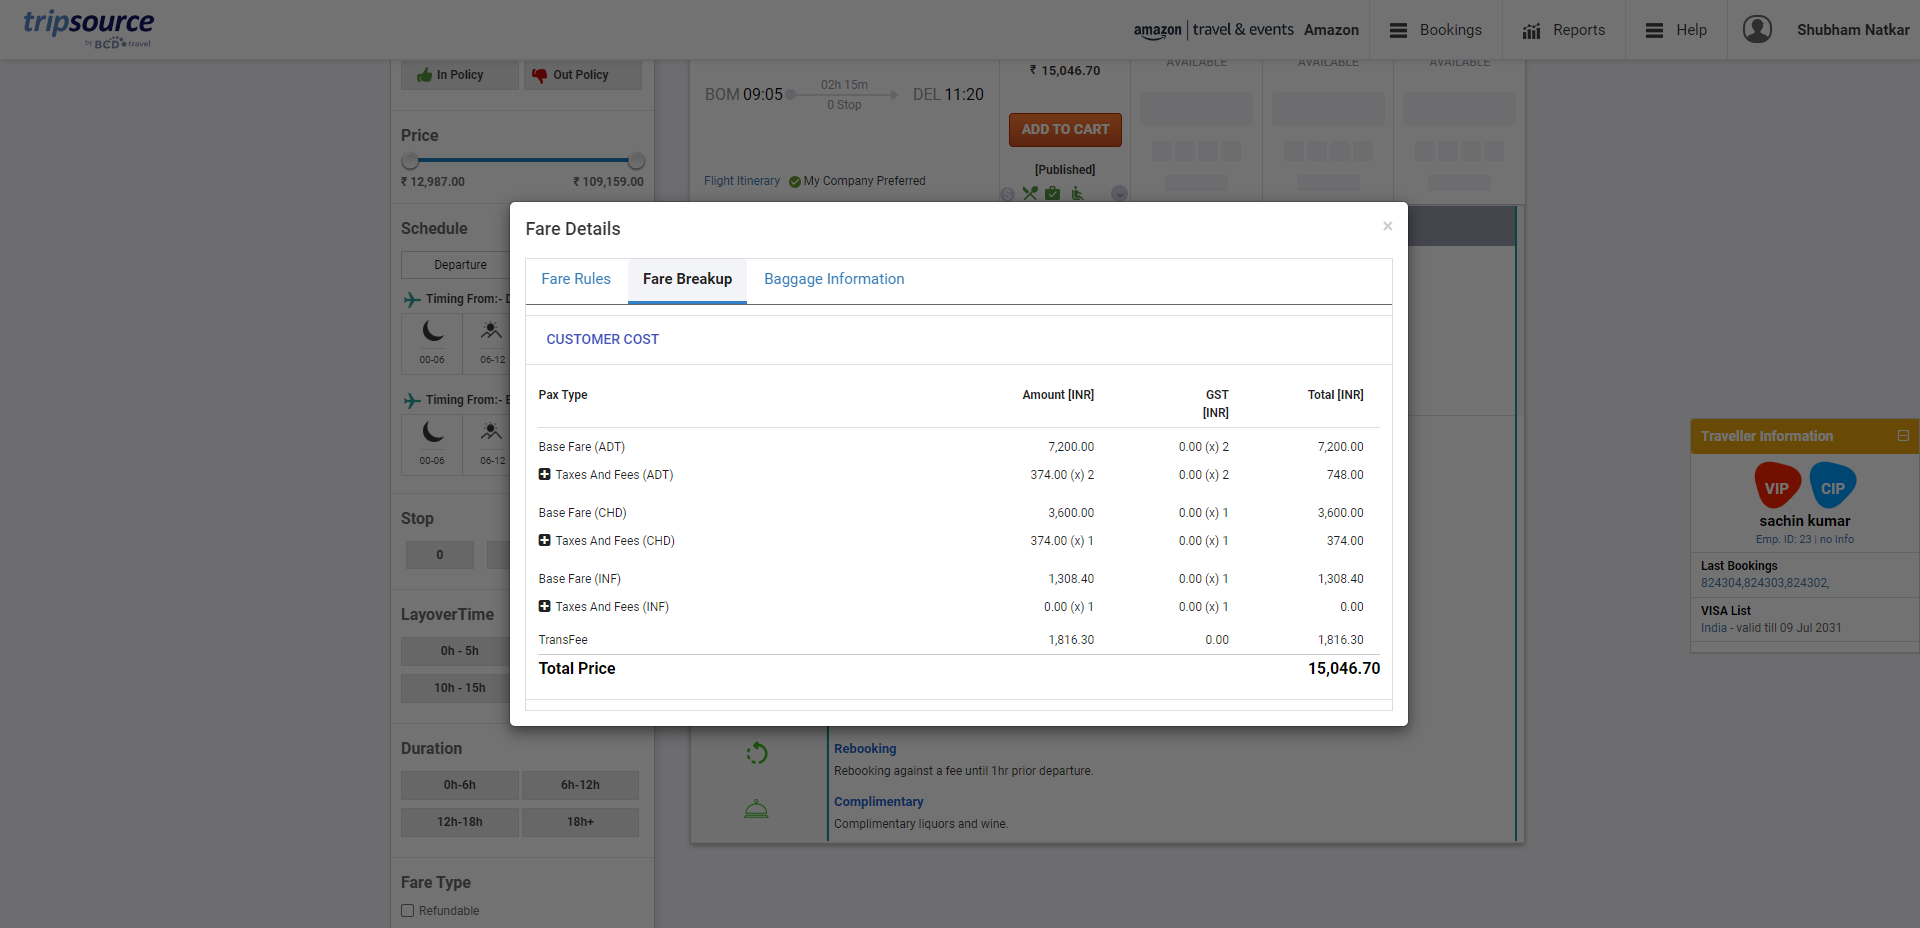 tripsource
by BCD travel
amazon | travel & events Amazon
Bookings
Reports
Help
Shubham Natkar
In Policy
Out Policy
Price
₹ 12,987.00 ₹ 109,159.00
Schedule
Departure
Timing From:-
00-06 06-12
Timing From:-
00-06 06-12
Stop
0
LayoverTime
0h - 5h
10h - 15h
Duration
0h-6h 6h-12h
12h-18h 18h+
Fare Type
Refundable
BOM 09:05
02h 15m
0 Stop
DEL 11:20
Flight Itinerary My Company Preferred
₹ 15,046.70
ADD TO CART
[Published]
AVAILABLE AVAILABLE AVAILABLE
Fare Details ×
Fare Rules Fare Breakup Baggage Information
CUSTOMER COST
Pax Type Amount [INR] GST [INR] Total [INR]
Base Fare (ADT) 7,200.00 0.00 (x) 2 7,200.00
Taxes And Fees (ADT) 374.00 (x) 2 0.00 (x) 2 748.00
Base Fare (CHD) 3,600.00 0.00 (x) 1 3,600.00
Taxes And Fees (CHD) 374.00 (x) 1 0.00 (x) 1 374.00
Base Fare (INF) 1,308.40 0.00 (x) 1 1,308.40
Taxes And Fees (INF) 0.00 (x) 1 0.00 (x) 1 0.00
TransFee 1,816.30 0.00 1,816.30
Total Price 15,046.70
Rebooking
Rebooking against a fee until 1hr prior departure.
Complimentary
Complimentary liquors and wine.
Traveller Information
VIP CIP
sachin kumar
Emp. ID: 23 | no Info
Last Bookings
824304,824303,824302,
VISA List
India - valid till 09 Jul 2031